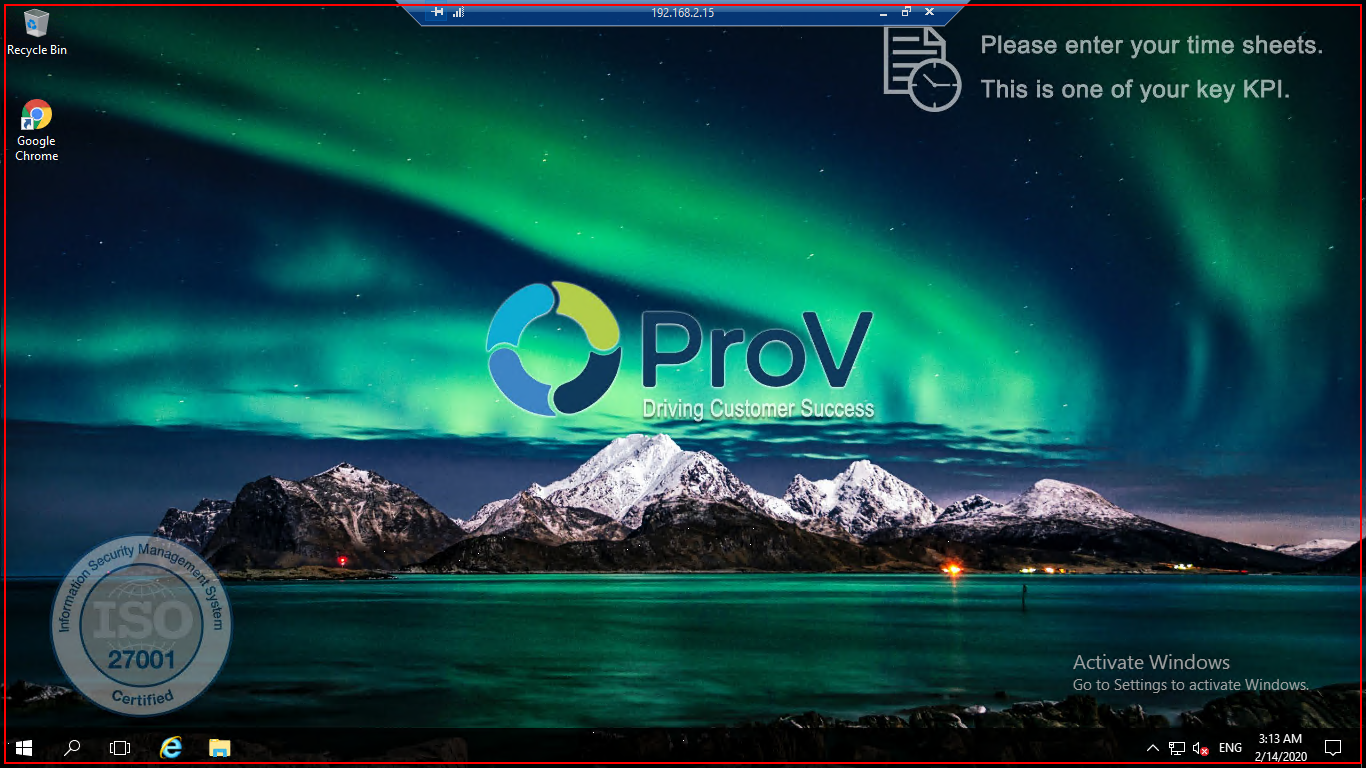 192.168.2.15
Recycle Bin
Please enter your time sheets.
This is one of your key KPI.
Google
Chrome
ProV
Driving Customer Success
Information Security Management System
ISO
27001
Certified
Activate Windows
Go to Settings to activate Windows.
ENG
3:13 AM
2/14/2020